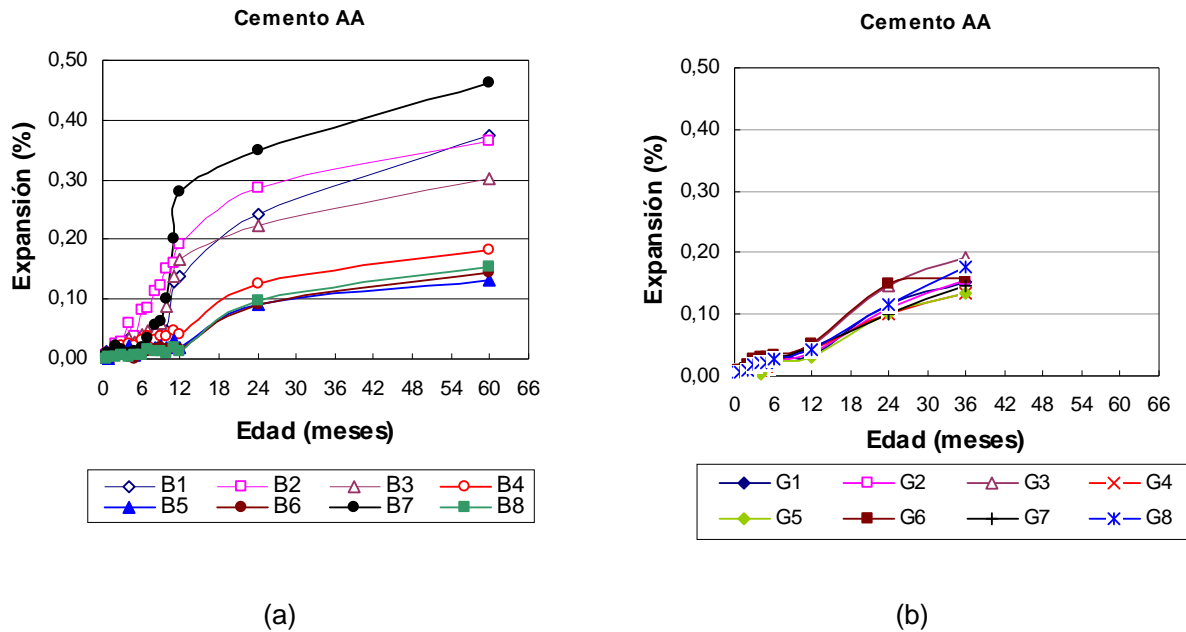 Cemento AA
0,50
0,40
0,30
0,20
0,10
0,00
Expansión (%)
0 6 12 18 24 30 36 42 48 54 60 66
Edad (meses)
B1 B2 B3 B4
B5 B6 B7 B8
(a)
Cemento AA
0,50
0,40
0,30
0,20
0,10
0,00
Expansión (%)
0 6 12 18 24 30 36 42 48 54 60 66
Edad (meses)
G1 G2 G3 G4
G5 G6 G7 G8
(b)